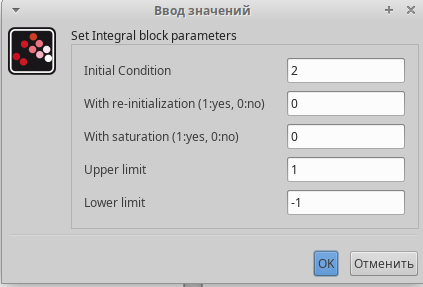 Ввод значений
Set Integral block parameters
Initial Condition 2
With re-initialization (1:yes, 0:no) 0
With saturation (1:yes, 0:no) 0
Upper limit 1
Lower limit -1
OK Отменить